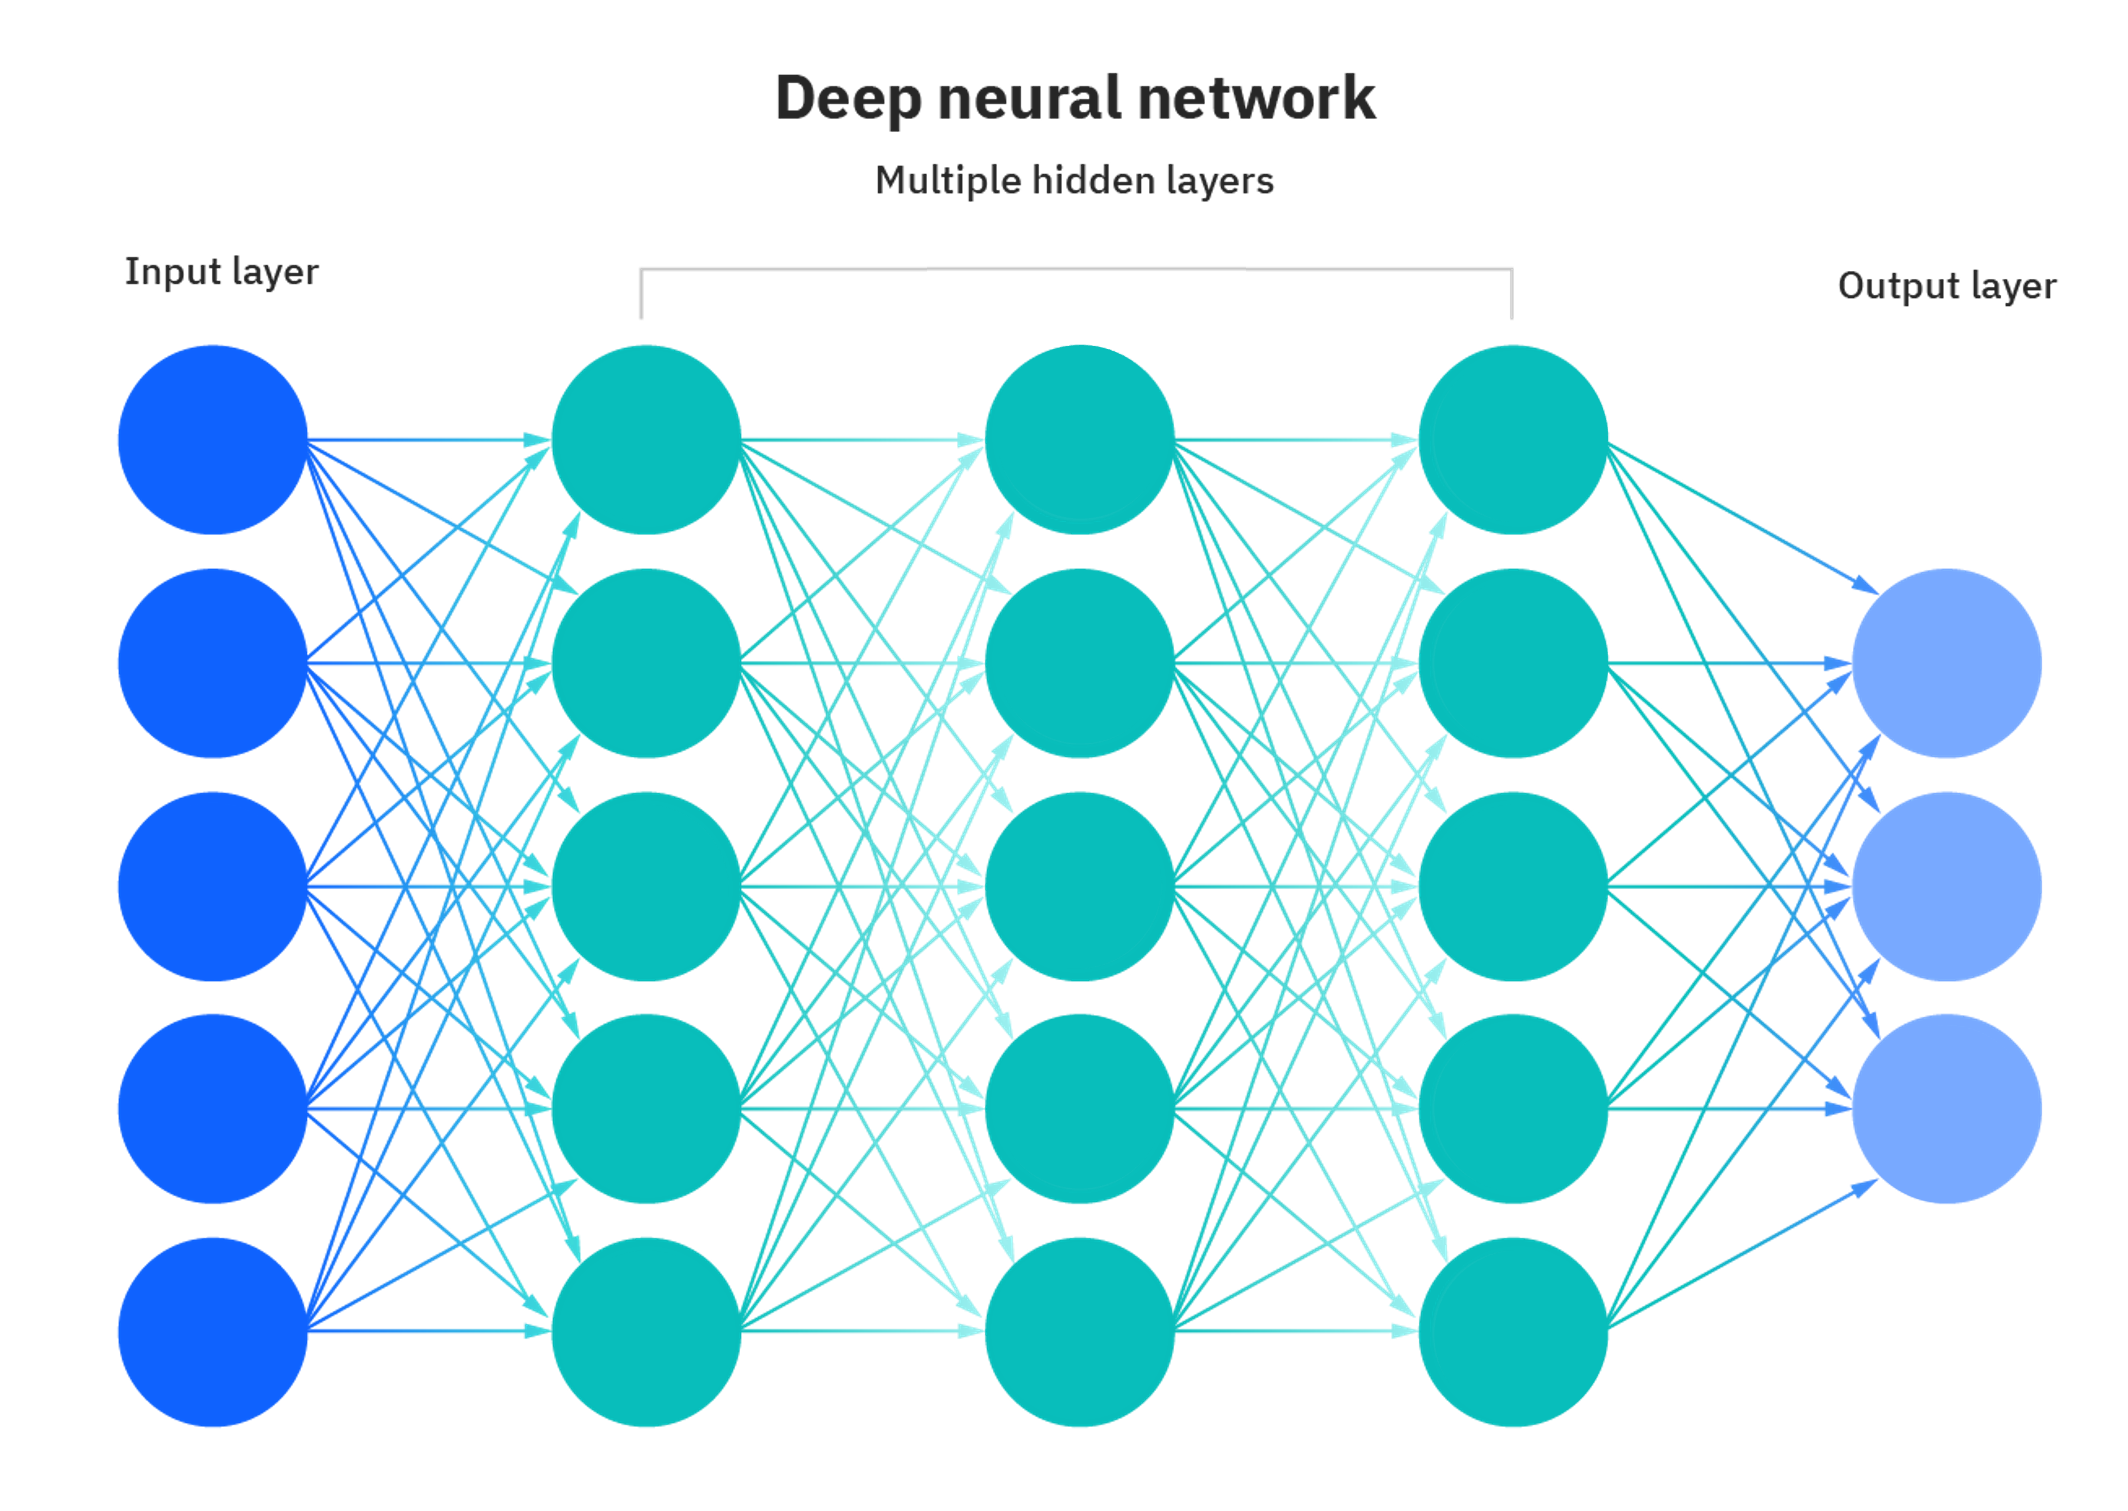 Deep neural network
Multiple hidden layers
Input layer
Output layer